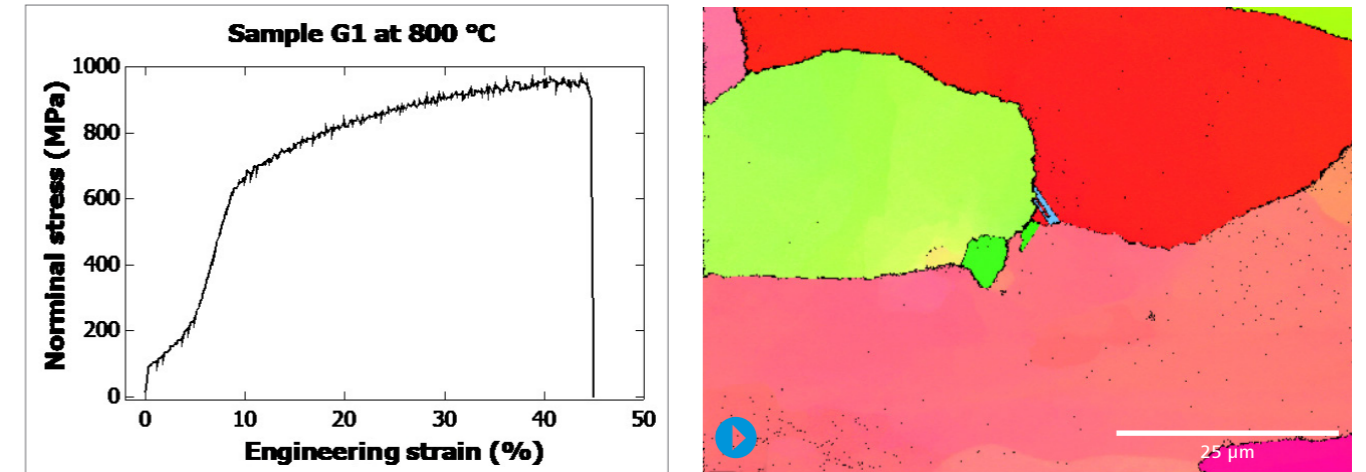 Sample G1 at 800 °C
1000
800
600
400
200
0
Norminal stress (MPa)
0 10 20 30 40 50
Engineering strain (%)
25 µm